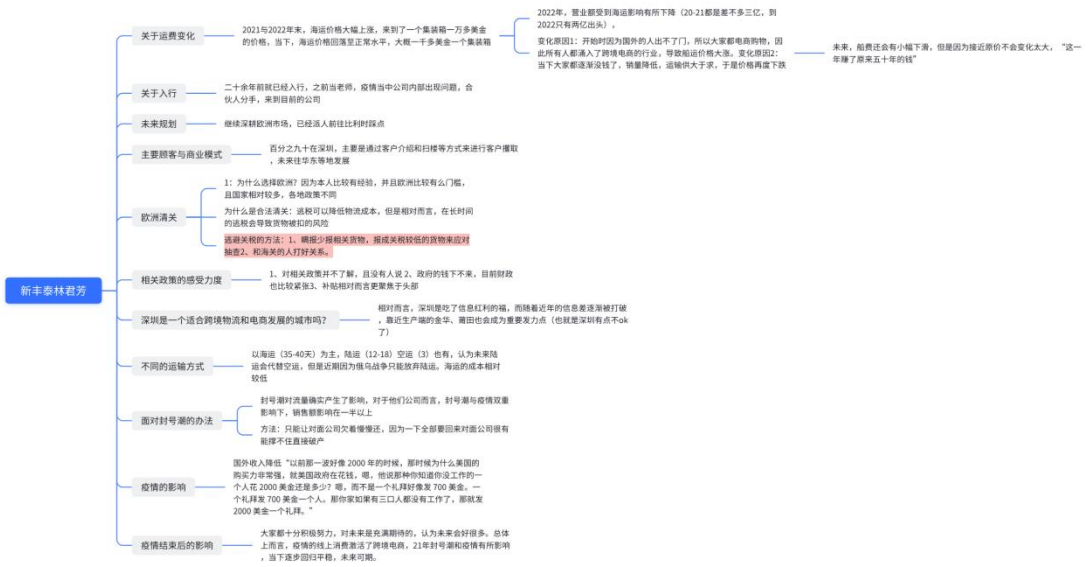 新丰泰林君芳
关于运费变化
2021与2022年末，海运价格大幅上涨，来到了一个集装箱一万多美金
的价格，当下，海运价格回落至正常水平，大概一千多美金一个集装箱
2022年，营业额受到海运影响有所下降（20-21都是差不多三亿，到
2022只有两亿出头），
变化原因1：开始时因为国外的人出不了门，所以大家都电商购物，因
此所有人都涌入了跨境电商的行业，导致船运价格大涨。变化原因2：
当下大家都逐渐没钱了，销量降低，运输供大于求，于是价格再度下跌
未来，船费还会有小幅下滑，但是因为接近原价不会变化太大，“这一
年赚了原来五十年的钱”
关于入行
二十余年前就已经入行，之前当老师，疫情当中公司内部出现问题，合
伙人分手，来到目前的公司
未来规划
继续深耕欧洲市场，已经派人前往比利时踩点
主要顾客与商业模式
百分之九十在深圳，主要是通过客户介绍和扫楼等方式来进行客户攫取
，未来往华东等地发展
欧洲清关
1：为什么选择欧洲？因为本人比较有经验，并且欧洲比较有么门槛，
且国家相对较多，各地政策不同
为什么是合法清关：逃税可以降低物流成本，但是相对而言，在长时间
的逃税会导致货物被扣的风险
逃避关税的方法：1、瞒报少报相关货物，报成关税较低的货物来应对
抽查2、和海关的人打好关系。
相关政策的感受力度
1、对相关政策并不了解，且没有人说 2、政府的钱下不来，目前财政
也比较紧张3、补贴相对而言更聚焦于头部
深圳是一个适合跨境物流和电商发展的城市吗？
相对而言，深圳是吃了信息红利的福，而随着近年的信息差逐渐被打破
，靠近生产端的金华、莆田也会成为重要发力点（也就是深圳有点不ok
了）
不同的运输方式
以海运（35-40天）为主，陆运（12-18）空运（3）也有，认为未来陆
运会代替空运，但是近期因为俄乌战争只能放弃陆运。海运的成本相对
较低
面对封号潮的办法
封号潮对流量确实产生了影响，对于他们公司而言，封号潮与疫情双重
影响下，销售额影响在一半以上
方法：只能让对面公司欠着慢慢还，因为一下全部要回来对面公司很有
能撑不住直接破产
疫情的影响
国外收入降低“以前那一波好像 2000 年的时候，那时候为什么美国的
购买力非常强，就美国政府在花钱，嗯，他说那种你知道你没工作的一
个人花 2000 美金还是多少？嗯，而不是一个礼拜好像发 700 美金。一
个礼拜发 700 美金一个人。那你家如果有三口人都没有工作了，那就发
2000 美金一个礼拜。”
疫情结束后的影响
大家都十分积极努力，对未来是充满期待的，认为未来会好很多。总体
上而言，疫情的线上消费激活了跨境电商，21年封号潮和疫情有所影响
，当下逐步回归平稳，未来可期。